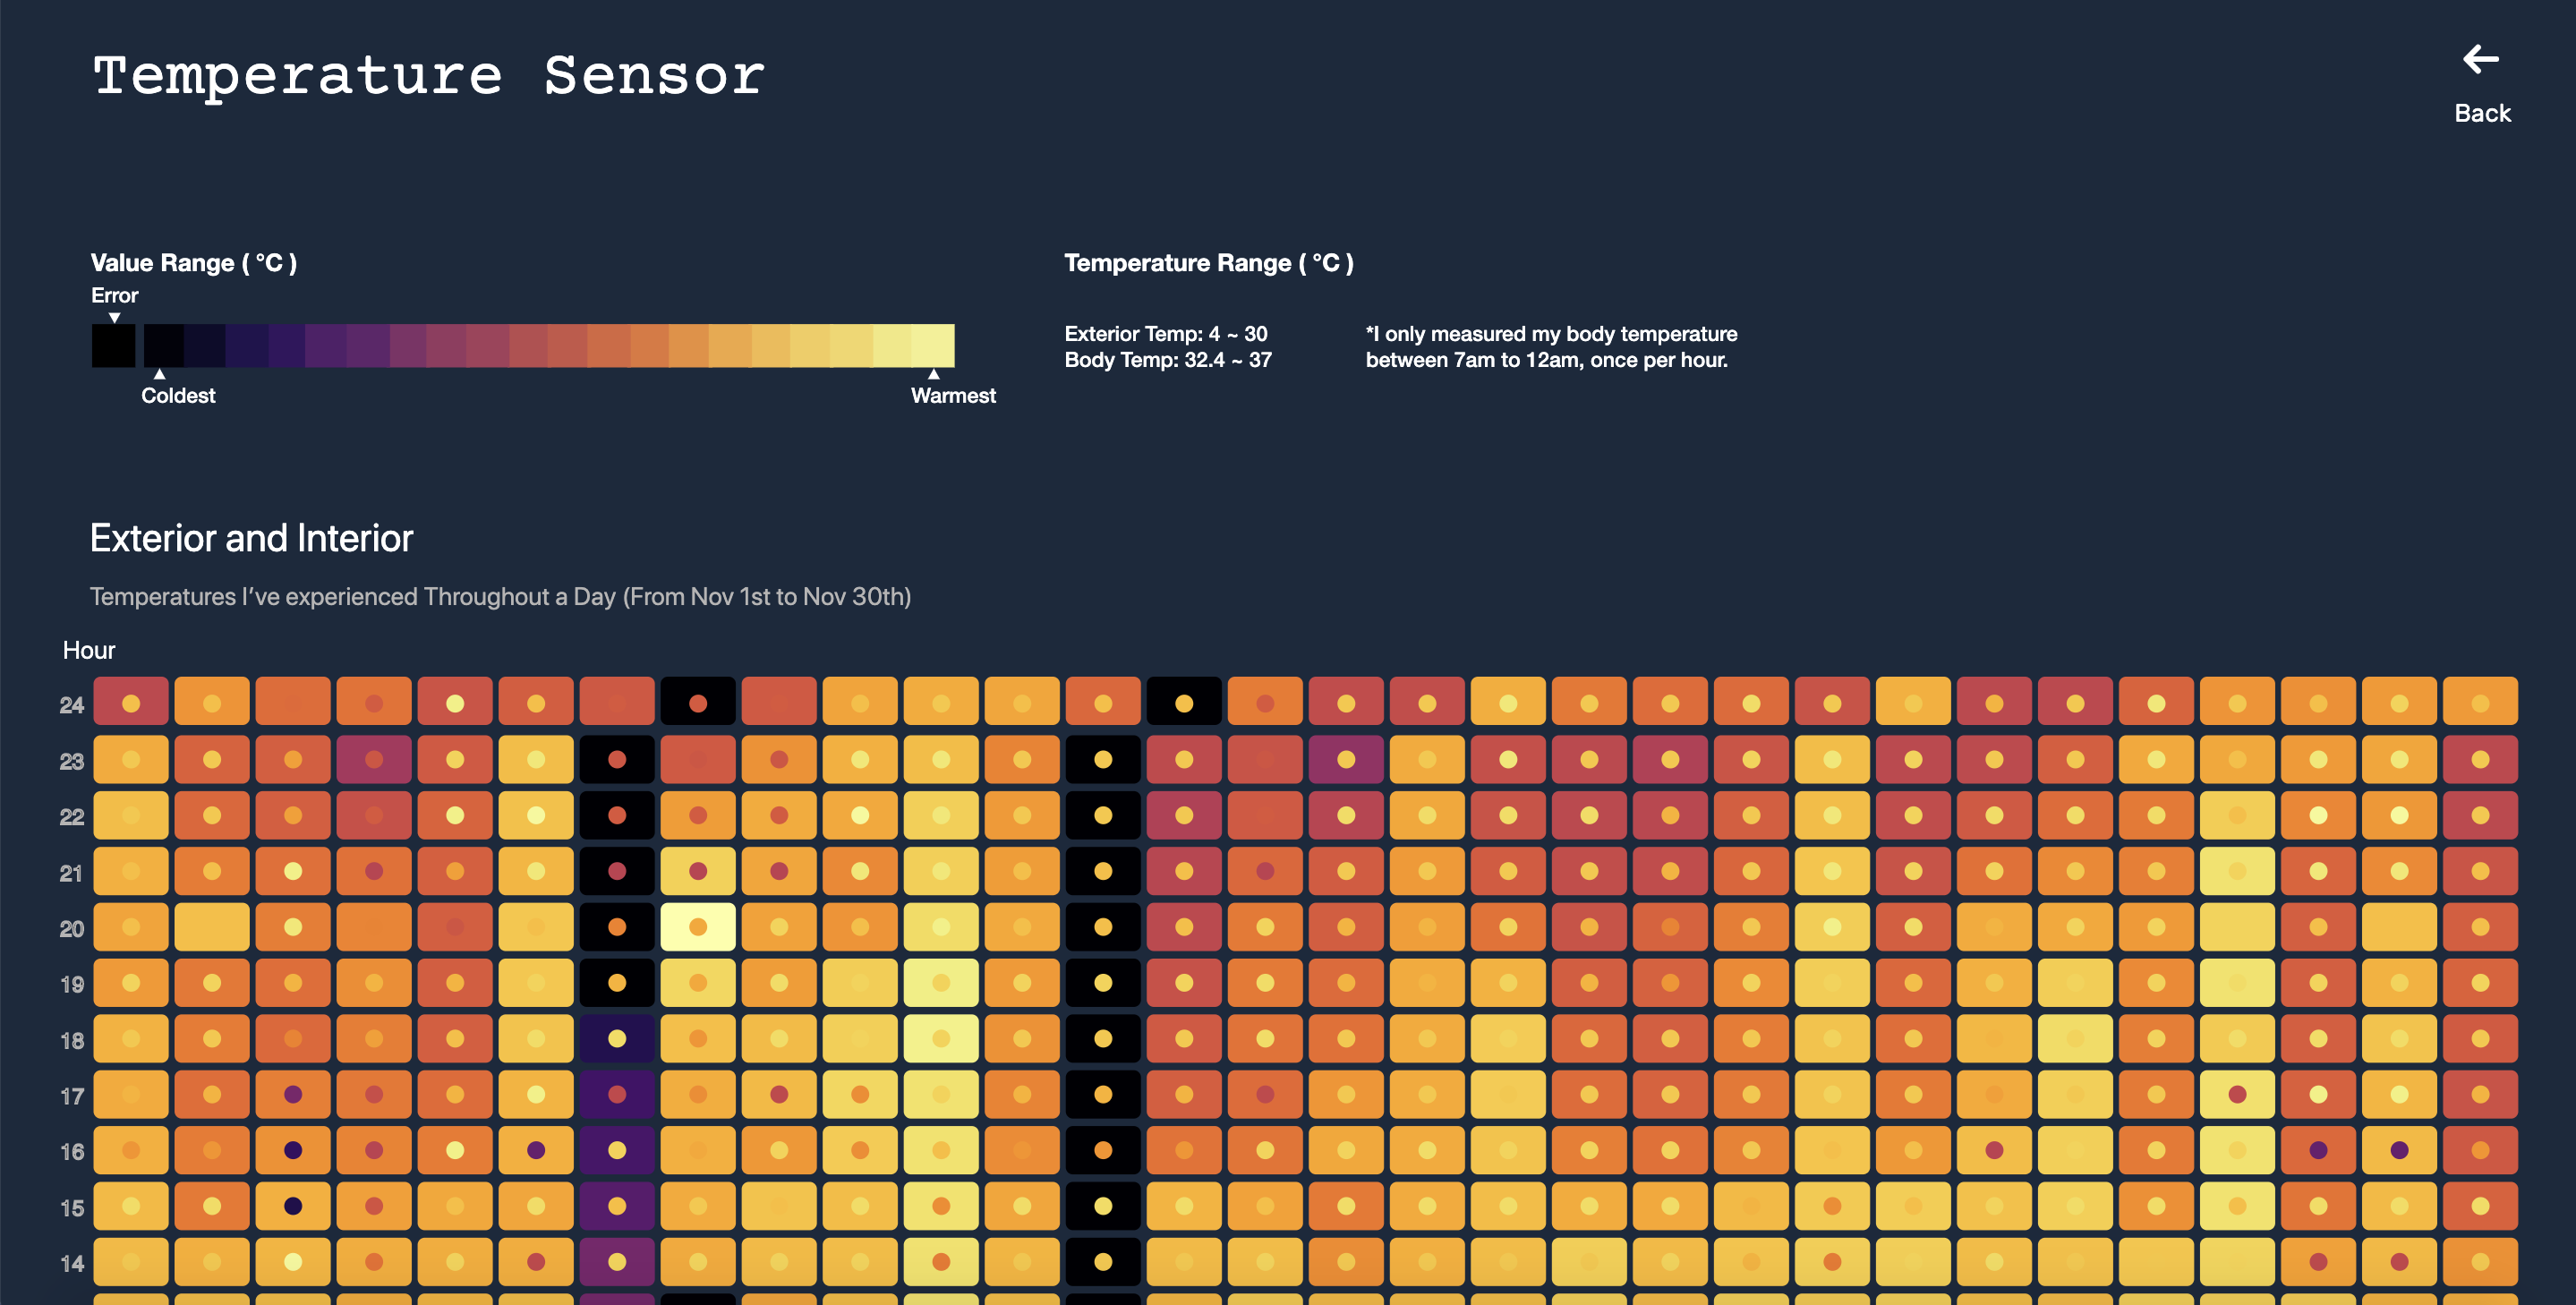 Temperature Sensor
Back
Value Range ( °C )
Error
Coldest
Warmest
Temperature Range ( °C )
Exterior Temp: 4 ~ 30
Body Temp: 32.4 ~ 37
*I only measured my body temperature
between 7am to 12am, once per hour.
Exterior and Interior
Temperatures I’ve experienced Throughout a Day (From Nov 1st to Nov 30th)
Hour
24
23
22
21
20
19
18
17
16
15
14